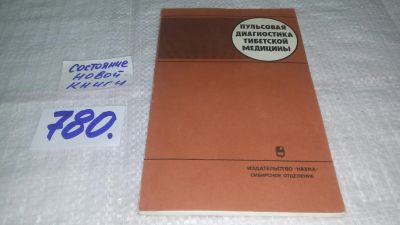 СОСТОЯНИЕ
НОВОЙ
КНИГИ
780.
ПУЛЬСОВАЯ
ДИАГНОСТИКА
ТИБЕТСКОЙ
МЕДИЦИНЫ
ИЗДАТЕЛЬСТВО «НАУКА»
СИБИРСКОЕ ОТДЕЛЕНИЕ